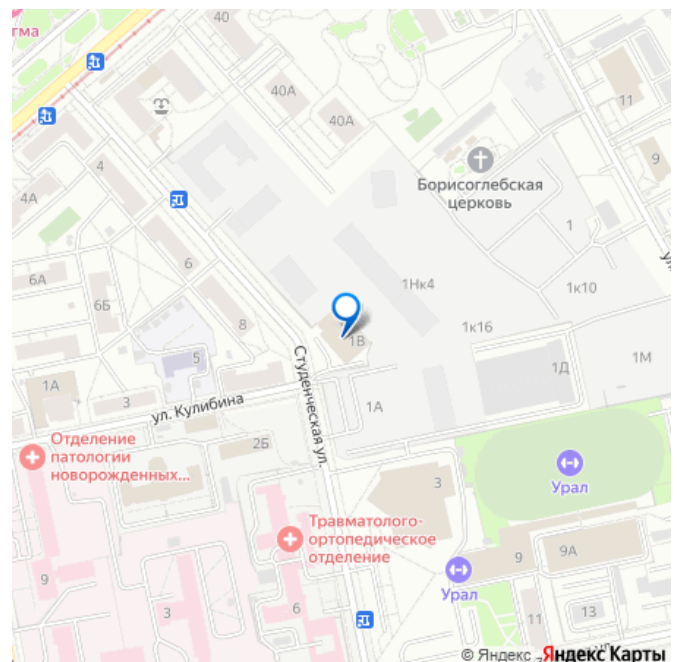 гма
40
40А
40А
11
9
4
4А
Борисоглебская
церковь
1
6
6А
6Б
1Нк4
1к10
1к16
8
1В
5
1М
1Д
1А
3
ул. Кулибина
1А
Студенческая ул.
2Б
Отделение
патологии
новорожденных...
Урал
3
Травматолого-
ортопедическое
отделение
9
9А
Урал
9
3
6
11
13
© Яндекс Яндекс Карты